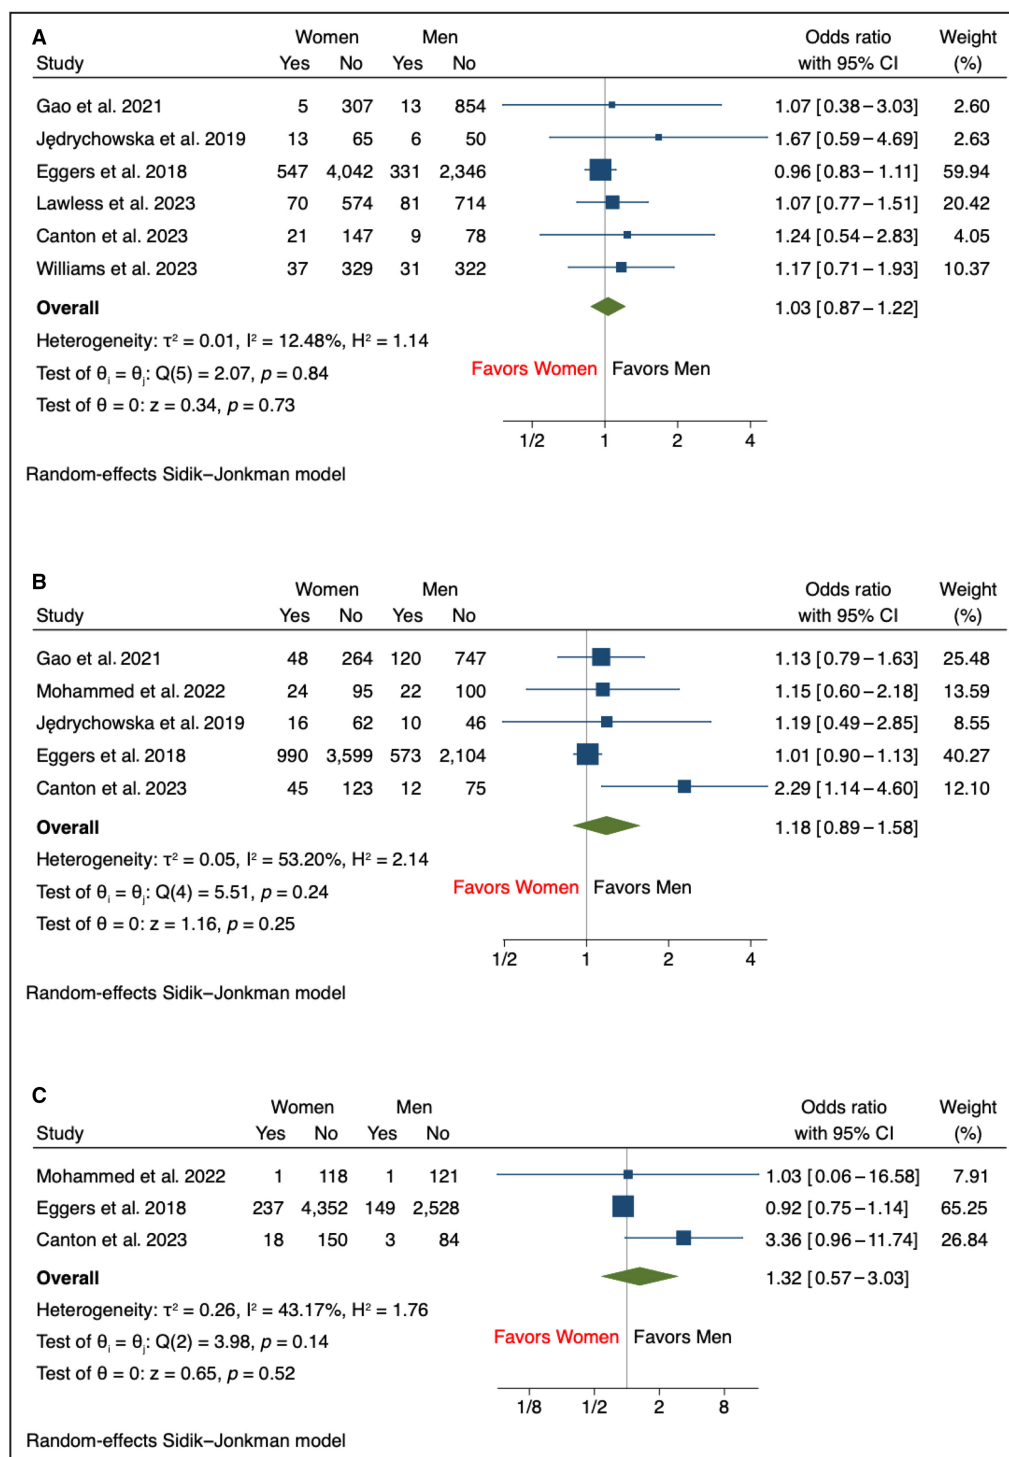 A
Women Men Odds ratio Weight
Study Yes No Yes No with 95% CI (%)
Gao et al. 2021 5 307 13 854 1.07 [0.38 – 3.03] 2.60
Jędrychowska et al. 2019 13 65 6 50 1.67 [0.59 – 4.69] 2.63
Eggers et al. 2018 547 4,042 331 2,346 0.96 [0.83 – 1.11] 59.94
Lawless et al. 2023 70 574 81 714 1.07 [0.77 – 1.51] 20.42
Canton et al. 2023 21 147 9 78 1.24 [0.54 – 2.83] 4.05
Williams et al. 2023 37 329 31 322 1.17 [0.71 – 1.93] 10.37
Overall 1.03 [0.87 – 1.22]
Heterogeneity: τ² = 0.01, I² = 12.48%, H² = 1.14
Favors Women Favors Men
Test of θᵢ = θⱼ: Q(5) = 2.07, p = 0.84
Test of θ = 0: z = 0.34, p = 0.73
1/2 1 2 4
Random-effects Sidik–Jonkman model
B
Women Men Odds ratio Weight
Study Yes No Yes No with 95% CI (%)
Gao et al. 2021 48 264 120 747 1.13 [0.79 – 1.63] 25.48
Mohammed et al. 2022 24 95 22 100 1.15 [0.60 – 2.18] 13.59
Jędrychowska et al. 2019 16 62 10 46 1.19 [0.49 – 2.85] 8.55
Eggers et al. 2018 990 3,599 573 2,104 1.01 [0.90 – 1.13] 40.27
Canton et al. 2023 45 123 12 75 2.29 [1.14 – 4.60] 12.10
Overall 1.18 [0.89 – 1.58]
Heterogeneity: τ² = 0.05, I² = 53.20%, H² = 2.14
Favors Women Favors Men
Test of θᵢ = θⱼ: Q(4) = 5.51, p = 0.24
Test of θ = 0: z = 1.16, p = 0.25
1/2 1 2 4
Random-effects Sidik–Jonkman model
C
Women Men Odds ratio Weight
Study Yes No Yes No with 95% CI (%)
Mohammed et al. 2022 1 118 1 121 1.03 [0.06 – 16.58] 7.91
Eggers et al. 2018 237 4,352 149 2,528 0.92 [0.75 – 1.14] 65.25
Canton et al. 2023 18 150 3 84 3.36 [0.96 – 11.74] 26.84
Overall 1.32 [0.57 – 3.03]
Heterogeneity: τ² = 0.26, I² = 43.17%, H² = 1.76
Favors Women Favors Men
Test of θᵢ = θⱼ: Q(2) = 3.98, p = 0.14
Test of θ = 0: z = 0.65, p = 0.52
1/8 1/2 2 8
Random-effects Sidik–Jonkman model